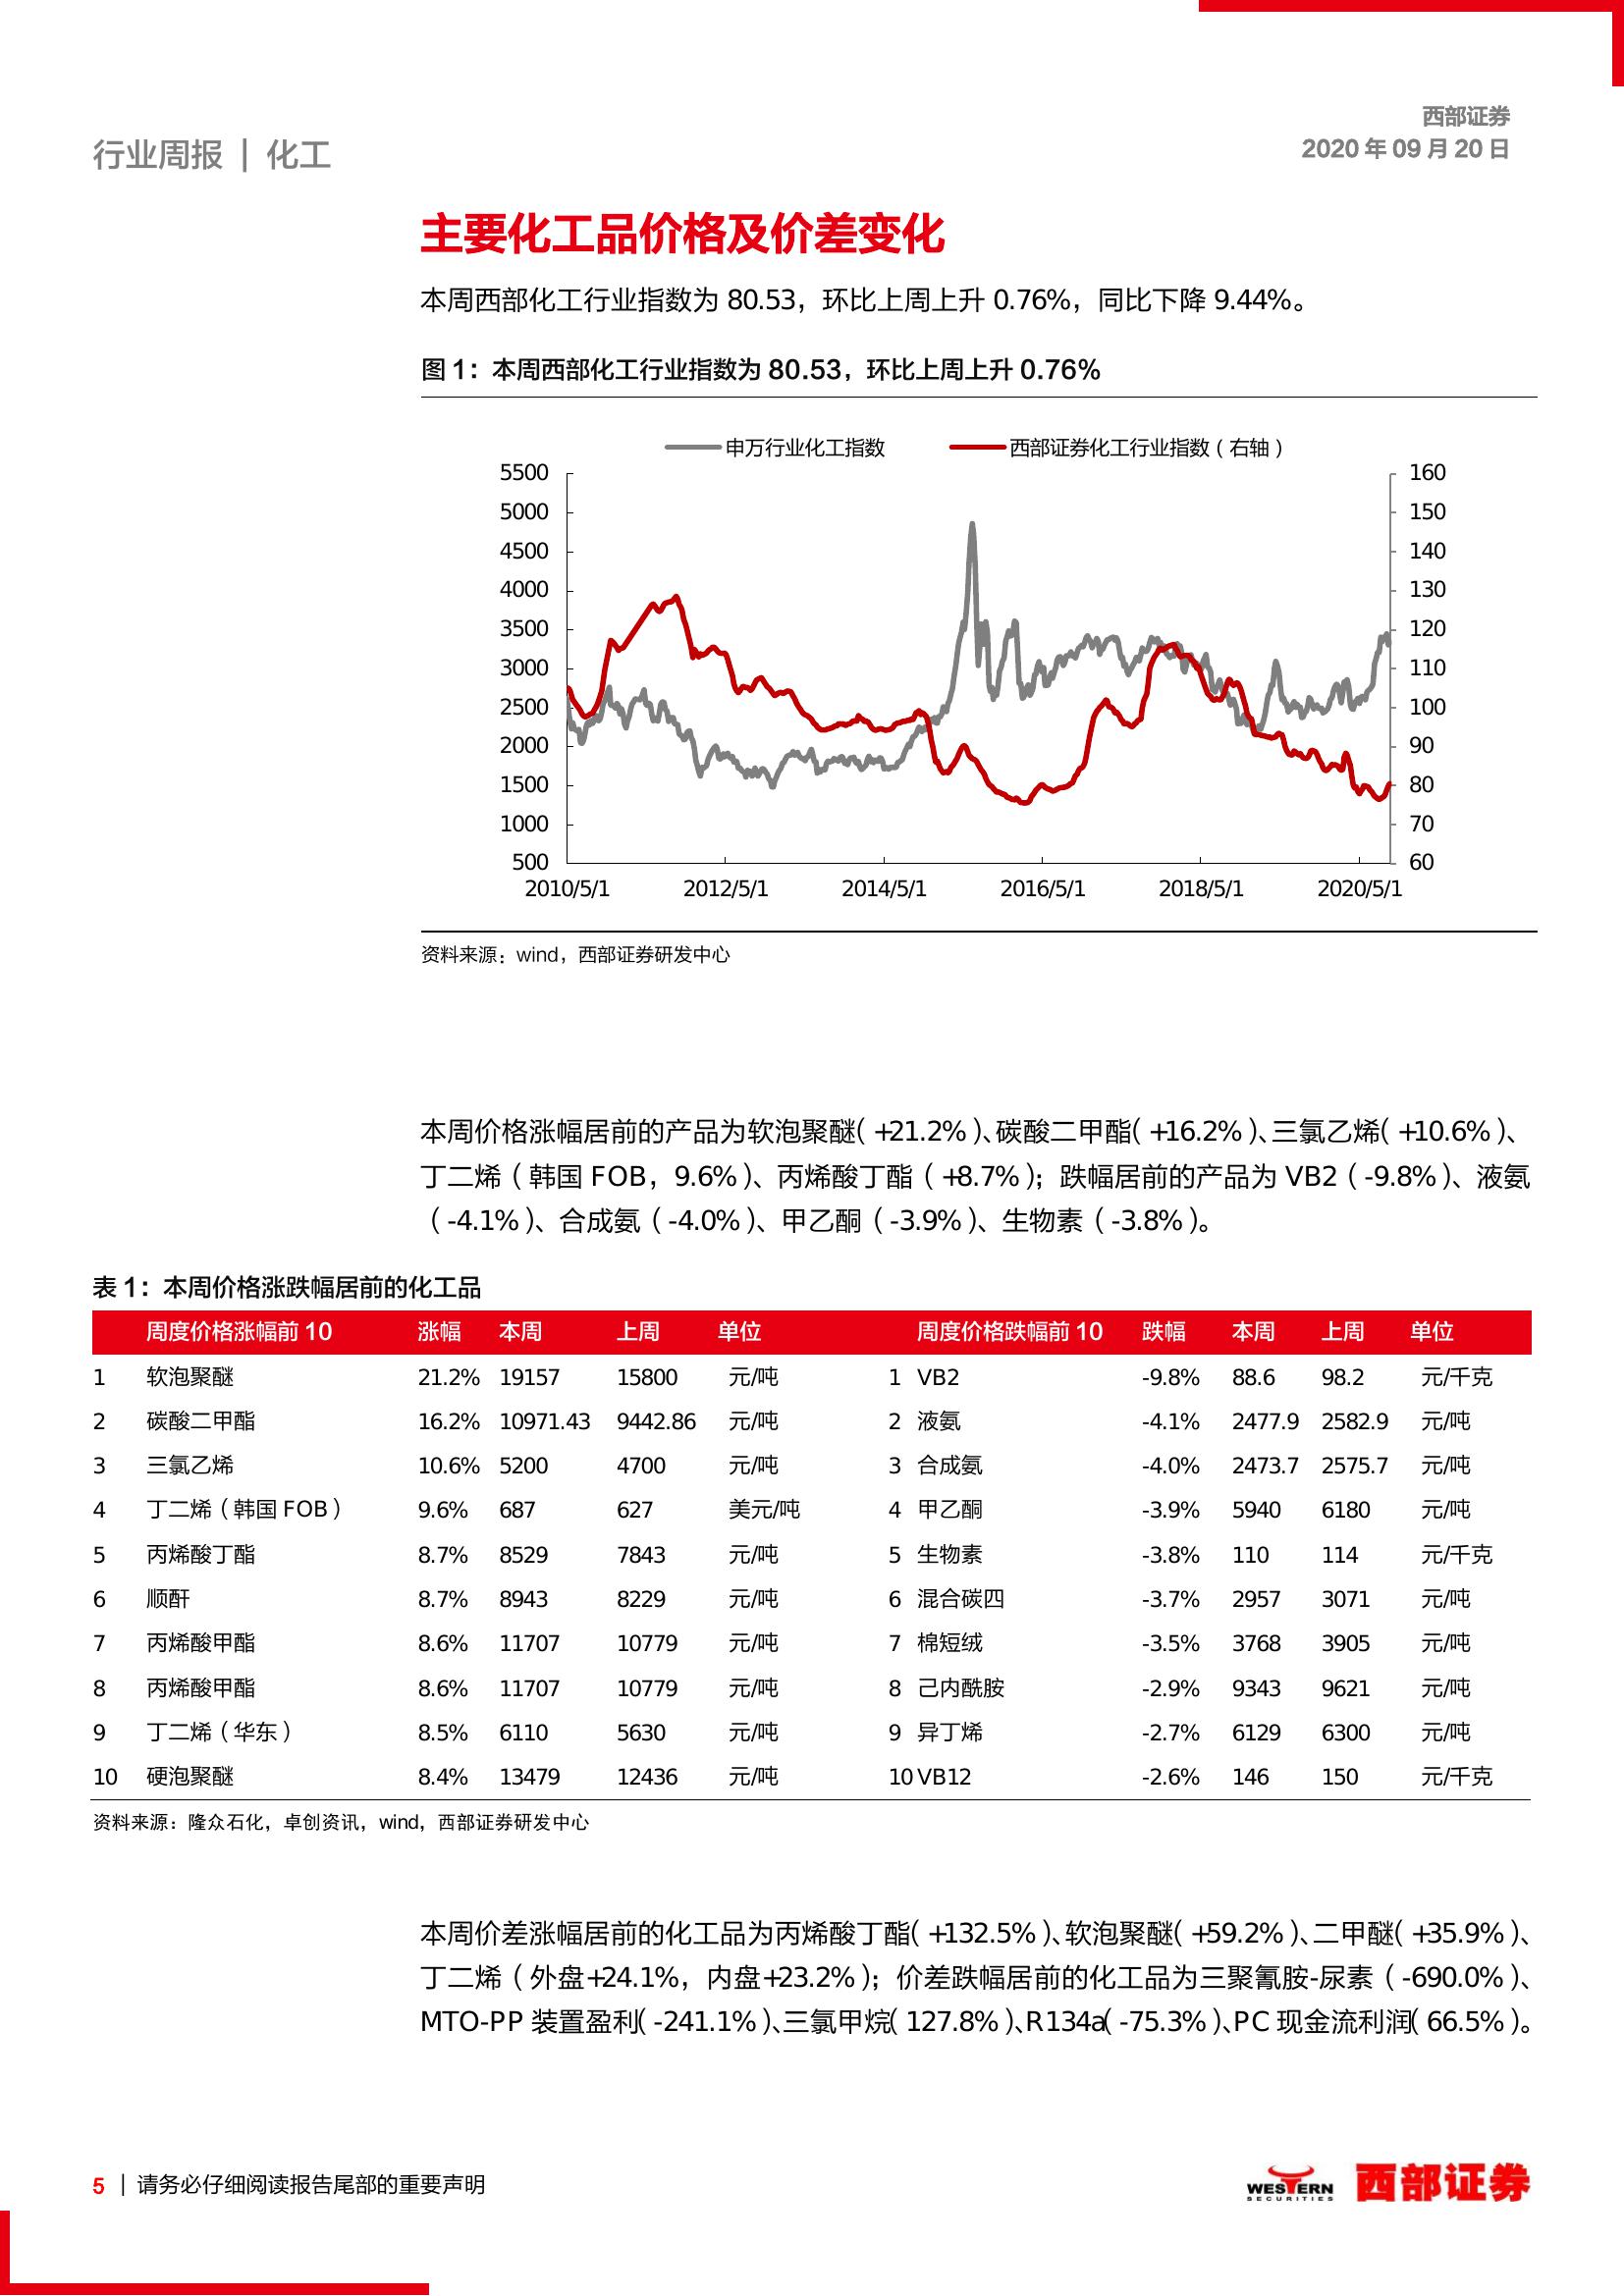 西部证券
行业周报 | 化工
2020 年 09 月 20 日
主要化工品价格及价差变化
本周西部化工行业指数为 80.53，环比上周上升 0.76%，同比下降 9.44%。
图 1：本周西部化工行业指数为 80.53，环比上周上升 0.76%
申万行业化工指数 西部证券化工行业指数（右轴）
5500 160
5000 150
4500 140
4000 130
3500 120
3000 110
2500 100
2000 90
1500 80
1000 70
500 60
2010/5/1 2012/5/1 2014/5/1 2016/5/1 2018/5/1 2020/5/1
资料来源：wind，西部证券研发中心
本周价格涨幅居前的产品为软泡聚醚（+21.2%）、碳酸二甲酯（+16.2%）、三氯乙烯（+10.6%）、
丁二烯（韩国 FOB，9.6%）、丙烯酸丁酯（+8.7%）；跌幅居前的产品为 VB2（-9.8%）、液氨
（-4.1%）、合成氨（-4.0%）、甲乙酮（-3.9%）、生物素（-3.8%）。
表 1：本周价格涨跌幅居前的化工品
周度价格涨幅前 10 涨幅 本周 上周 单位 周度价格跌幅前 10 跌幅 本周 上周 单位
1 软泡聚醚 21.2% 19157 15800 元/吨 1 VB2 -9.8% 88.6 98.2 元/千克
2 碳酸二甲酯 16.2% 10971.43 9442.86 元/吨 2 液氨 -4.1% 2477.9 2582.9 元/吨
3 三氯乙烯 10.6% 5200 4700 元/吨 3 合成氨 -4.0% 2473.7 2575.7 元/吨
4 丁二烯（韩国 FOB） 9.6% 687 627 美元/吨 4 甲乙酮 -3.9% 5940 6180 元/吨
5 丙烯酸丁酯 8.7% 8529 7843 元/吨 5 生物素 -3.8% 110 114 元/千克
6 顺酐 8.7% 8943 8229 元/吨 6 混合碳四 -3.7% 2957 3071 元/吨
7 丙烯酸甲酯 8.6% 11707 10779 元/吨 7 棉短绒 -3.5% 3768 3905 元/吨
8 丙烯酸甲酯 8.6% 11707 10779 元/吨 8 己内酰胺 -2.9% 9343 9621 元/吨
9 丁二烯（华东） 8.5% 6110 5630 元/吨 9 异丁烯 -2.7% 6129 6300 元/吨
10 硬泡聚醚 8.4% 13479 12436 元/吨 10 VB12 -2.6% 146 150 元/千克
资料来源：隆众石化，卓创资讯，wind，西部证券研发中心
本周价差涨幅居前的化工品为丙烯酸丁酯（+132.5%）、软泡聚醚（+59.2%）、二甲醚（+35.9%）、
丁二烯（外盘+24.1%，内盘+23.2%）；价差跌幅居前的化工品为三聚氰胺-尿素（-690.0%）、
MTO-PP 装置盈利（-241.1%）、三氯甲烷（127.8%）、R134a（-75.3%）、PC 现金流利润（66.5%）。
5 | 请务必仔细阅读报告尾部的重要声明
WESTERN
SECURITIES
西部证券